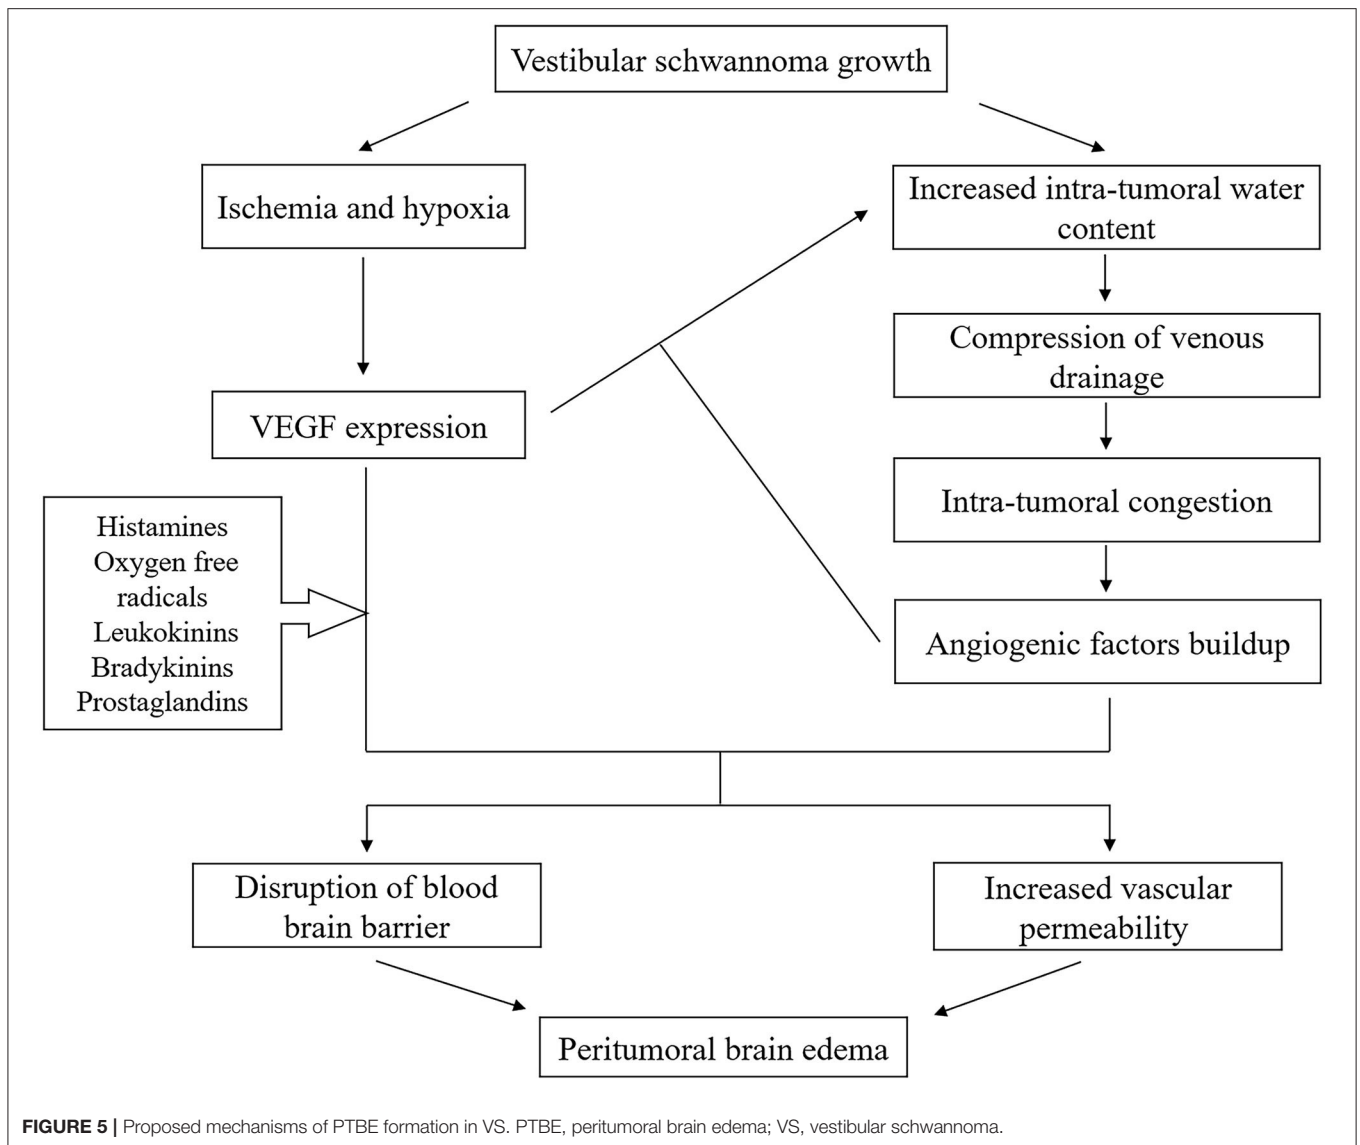 Vestibular schwannoma growth
Ischemia and hypoxia
Increased intra-tumoral water
content
Compression of venous
drainage
VEGF expression
Intra-tumoral congestion
Histamines
Oxygen free
radicals
Leukokinins
Bradykinins
Prostaglandins
Angiogenic factors buildup
Disruption of blood
brain barrier
Increased vascular
permeability
Peritumoral brain edema
FIGURE 5 | Proposed mechanisms of PTBE formation in VS. PTBE, peritumoral brain edema; VS, vestibular schwannoma.